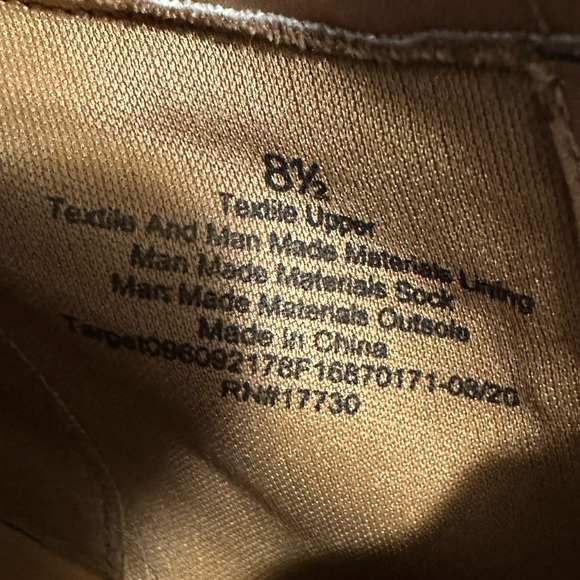 8½
Textile Upper
Textile And Man Made Materials Lining
Man Made Materials Sock
Man Made Materials Outsole
Made in China
Target096092178F16870171-08/20
RN#17730